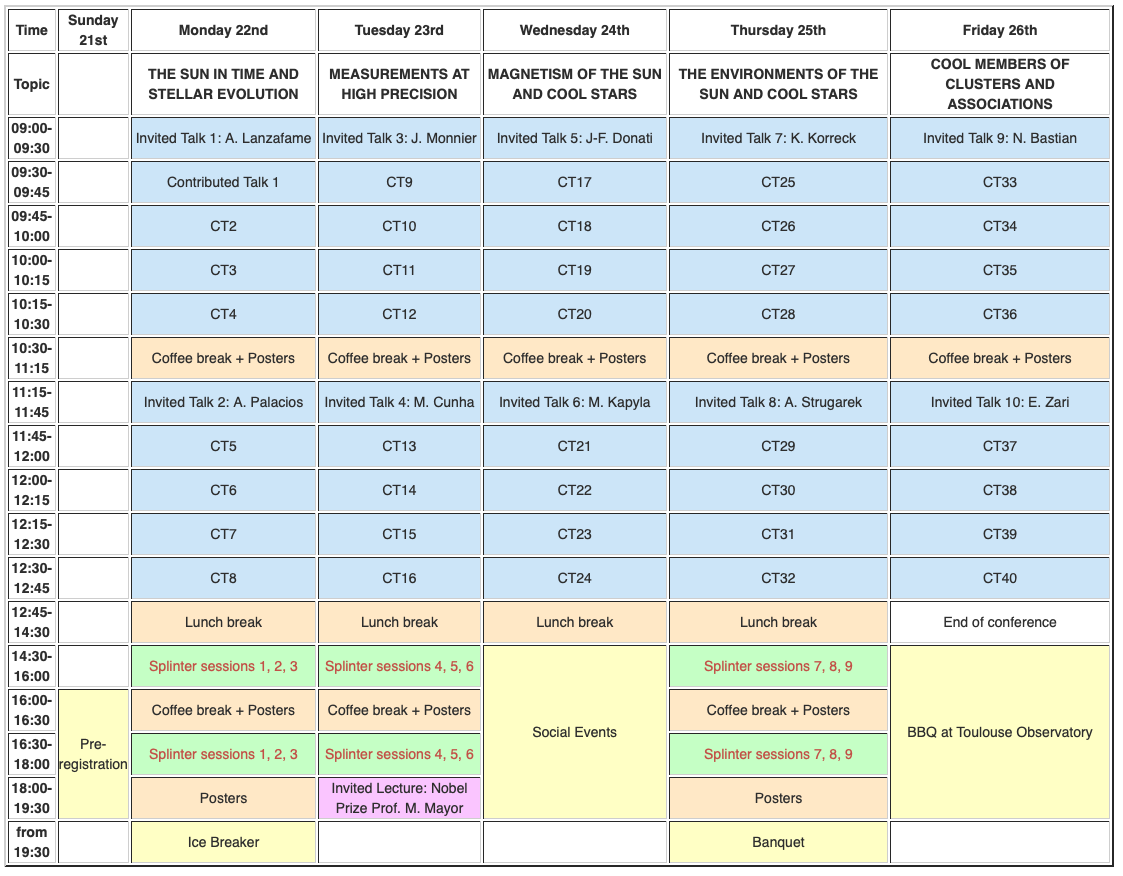 Time Sunday 21st Monday 22nd Tuesday 23rd Wednesday 24th Thursday 25th Friday 26th
Topic THE SUN IN TIME AND STELLAR EVOLUTION MEASUREMENTS AT HIGH PRECISION MAGNETISM OF THE SUN AND COOL STARS THE ENVIRONMENTS OF THE SUN AND COOL STARS COOL MEMBERS OF CLUSTERS AND ASSOCIATIONS
09:00-09:30 Invited Talk 1: A. Lanzafame Invited Talk 3: J. Monnier Invited Talk 5: J-F. Donati Invited Talk 7: K. Korreck Invited Talk 9: N. Bastian
09:30-09:45 Contributed Talk 1 CT9 CT17 CT25 CT33
09:45-10:00 CT2 CT10 CT18 CT26 CT34
10:00-10:15 CT3 CT11 CT19 CT27 CT35
10:15-10:30 CT4 CT12 CT20 CT28 CT36
10:30-11:15 Coffee break + Posters Coffee break + Posters Coffee break + Posters Coffee break + Posters Coffee break + Posters
11:15-11:45 Invited Talk 2: A. Palacios Invited Talk 4: M. Cunha Invited Talk 6: M. Kapyla Invited Talk 8: A. Strugarek Invited Talk 10: E. Zari
11:45-12:00 CT5 CT13 CT21 CT29 CT37
12:00-12:15 CT6 CT14 CT22 CT30 CT38
12:15-12:30 CT7 CT15 CT23 CT31 CT39
12:30-12:45 CT8 CT16 CT24 CT32 CT40
12:45-14:30 Lunch break Lunch break Lunch break Lunch break End of conference
14:30-16:00 Splinter sessions 1, 2, 3 Splinter sessions 4, 5, 6 Social Events Splinter sessions 7, 8, 9 BBQ at Toulouse Observatory
16:00-16:30 Pre-registration Coffee break + Posters Coffee break + Posters Coffee break + Posters
16:30-18:00 Splinter sessions 1, 2, 3 Splinter sessions 4, 5, 6 Splinter sessions 7, 8, 9
18:00-19:30 Posters Invited Lecture: Nobel Prize Prof. M. Mayor Posters
from 19:30 Ice Breaker Banquet